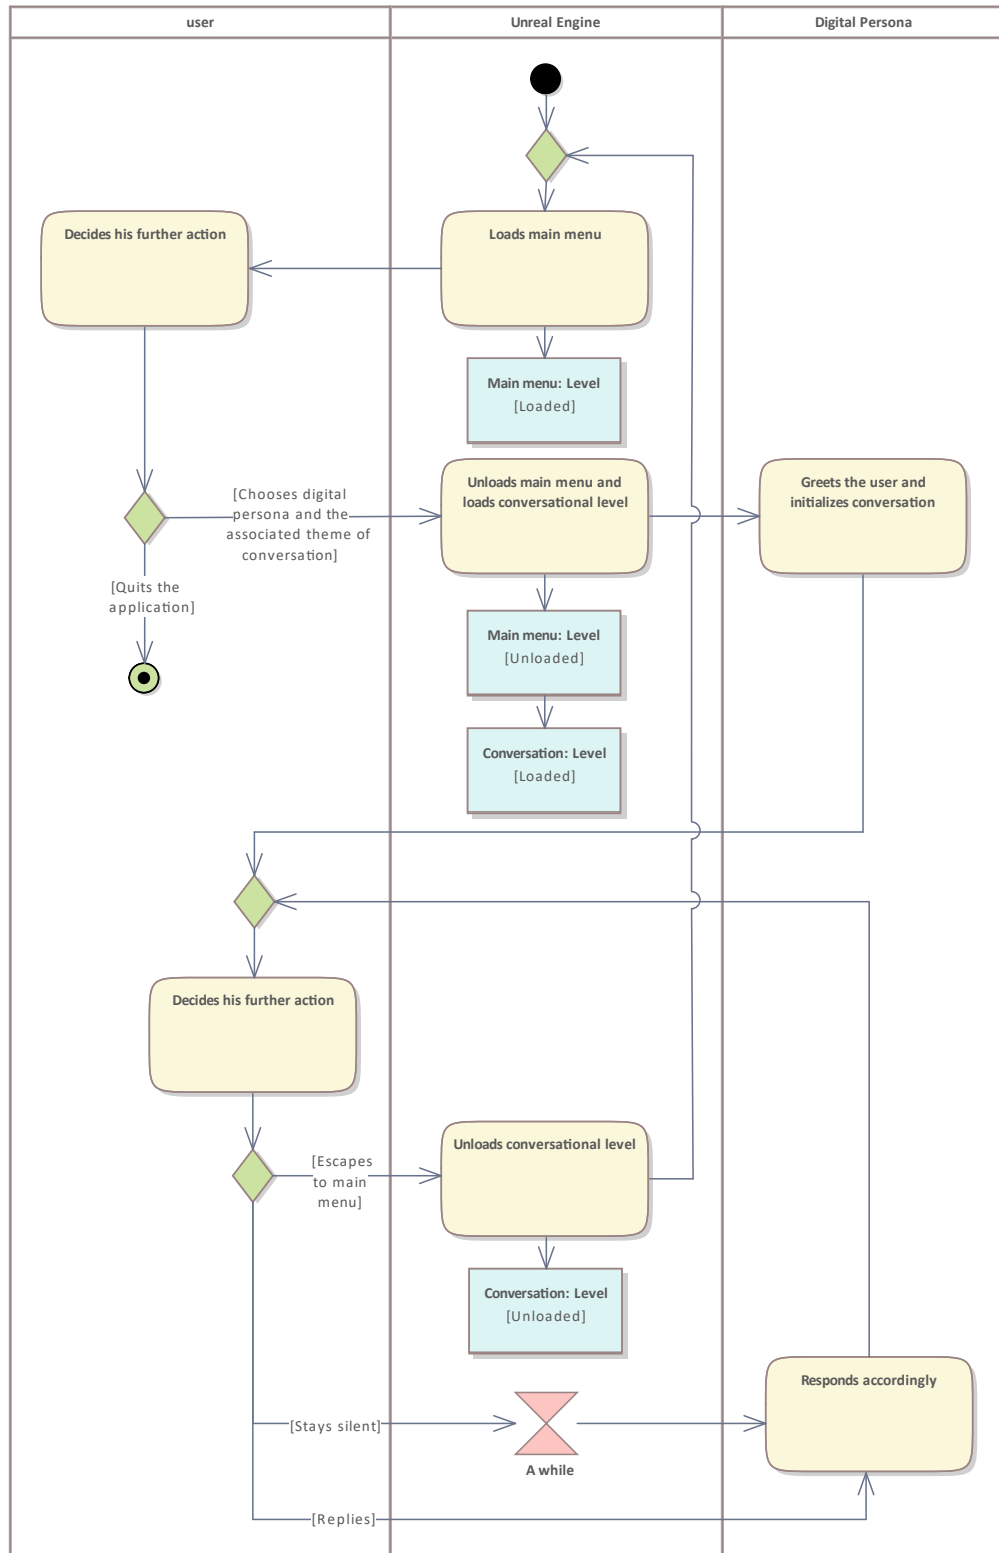 user
Unreal Engine
Digital Persona
Decides his further action
Loads main menu
Main menu: Level
[Loaded]
[Chooses digital
persona and the
associated theme of
conversation]
Unloads main menu and
loads conversational level
Greets the user and
initializes conversation
[Quits the
application]
Main menu: Level
[Unloaded]
Conversation: Level
[Loaded]
Decides his further action
[Escapes
to main
menu]
Unloads conversational level
Conversation: Level
[Unloaded]
Responds accordingly
[Stays silent]
A while
[Replies]